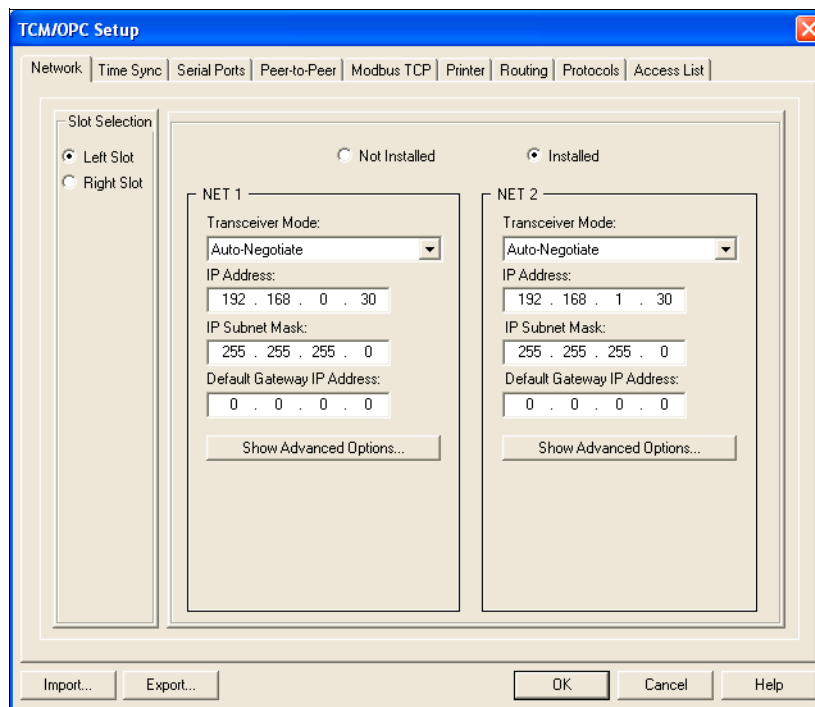 TCM/OPC Setup
Network Time Sync Serial Ports Peer-to-Peer Modbus TCP Printer Routing Protocols Access List
Slot Selection
Left Slot
Right Slot
Not Installed Installed
NET 1
Transceiver Mode:
Auto-Negotiate
IP Address:
192 . 168 . 0 . 30
IP Subnet Mask:
255 . 255 . 255 . 0
Default Gateway IP Address:
0 . 0 . 0 . 0
Show Advanced Options...
NET 2
Transceiver Mode:
Auto-Negotiate
IP Address:
192 . 168 . 1 . 30
IP Subnet Mask:
255 . 255 . 255 . 0
Default Gateway IP Address:
0 . 0 . 0 . 0
Show Advanced Options...
Import... Export... OK Cancel Help